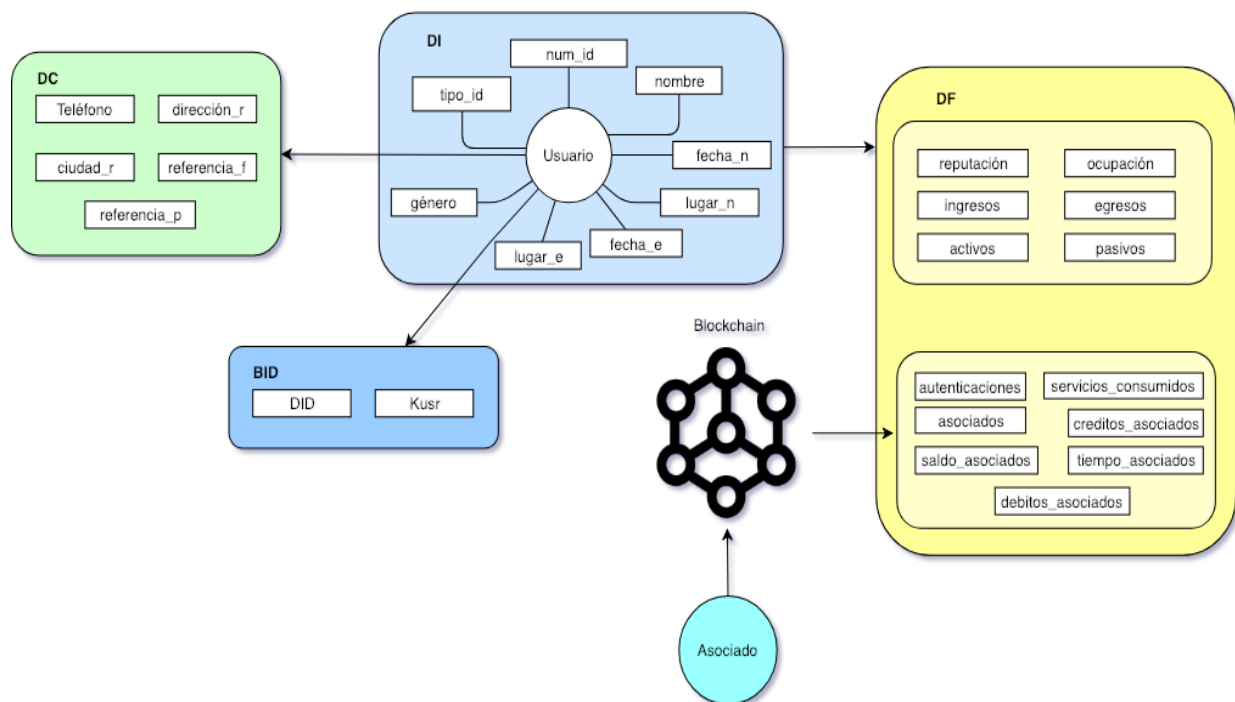 DC
Teléfono
dirección_r
ciudad_r
referencia_f
referencia_p
DI
num_id
nombre
tipo_id
Usuario
fecha_n
género
lugar_n
fecha_e
lugar_e
DF
reputación
ocupación
ingresos
egresos
activos
pasivos
BID
DID
Kusr
Blockchain
autenticaciones
servicios_consumidos
asociados
creditos_asociados
saldo_asociados
tiempo_asociados
debitos_asociados
Asociado